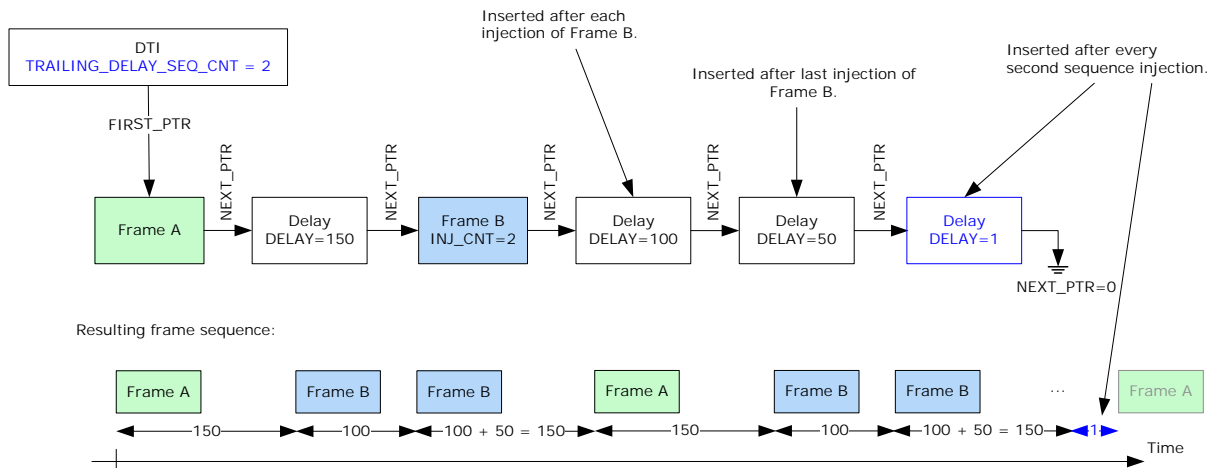 Inserted after each
injection of Frame B.
DTI
TRAILING_DELAY_SEQ_CNT = 2
Inserted after every
second sequence injection.
Inserted after last injection of
Frame B.
FIRST_PTR
NEXT_PTR
NEXT_PTR
NEXT_PTR
NEXT_PTR
NEXT_PTR
Frame A
Delay
DELAY=150
Frame B
INJ_CNT=2
Delay
DELAY=100
Delay
DELAY=50
Delay
DELAY=1
NEXT_PTR=0
Resulting frame sequence:
Frame A
Frame B
Frame B
Frame A
Frame B
Frame B
...
Frame A
150
100
100 + 50 = 150
150
100
100 + 50 = 150
1
Time